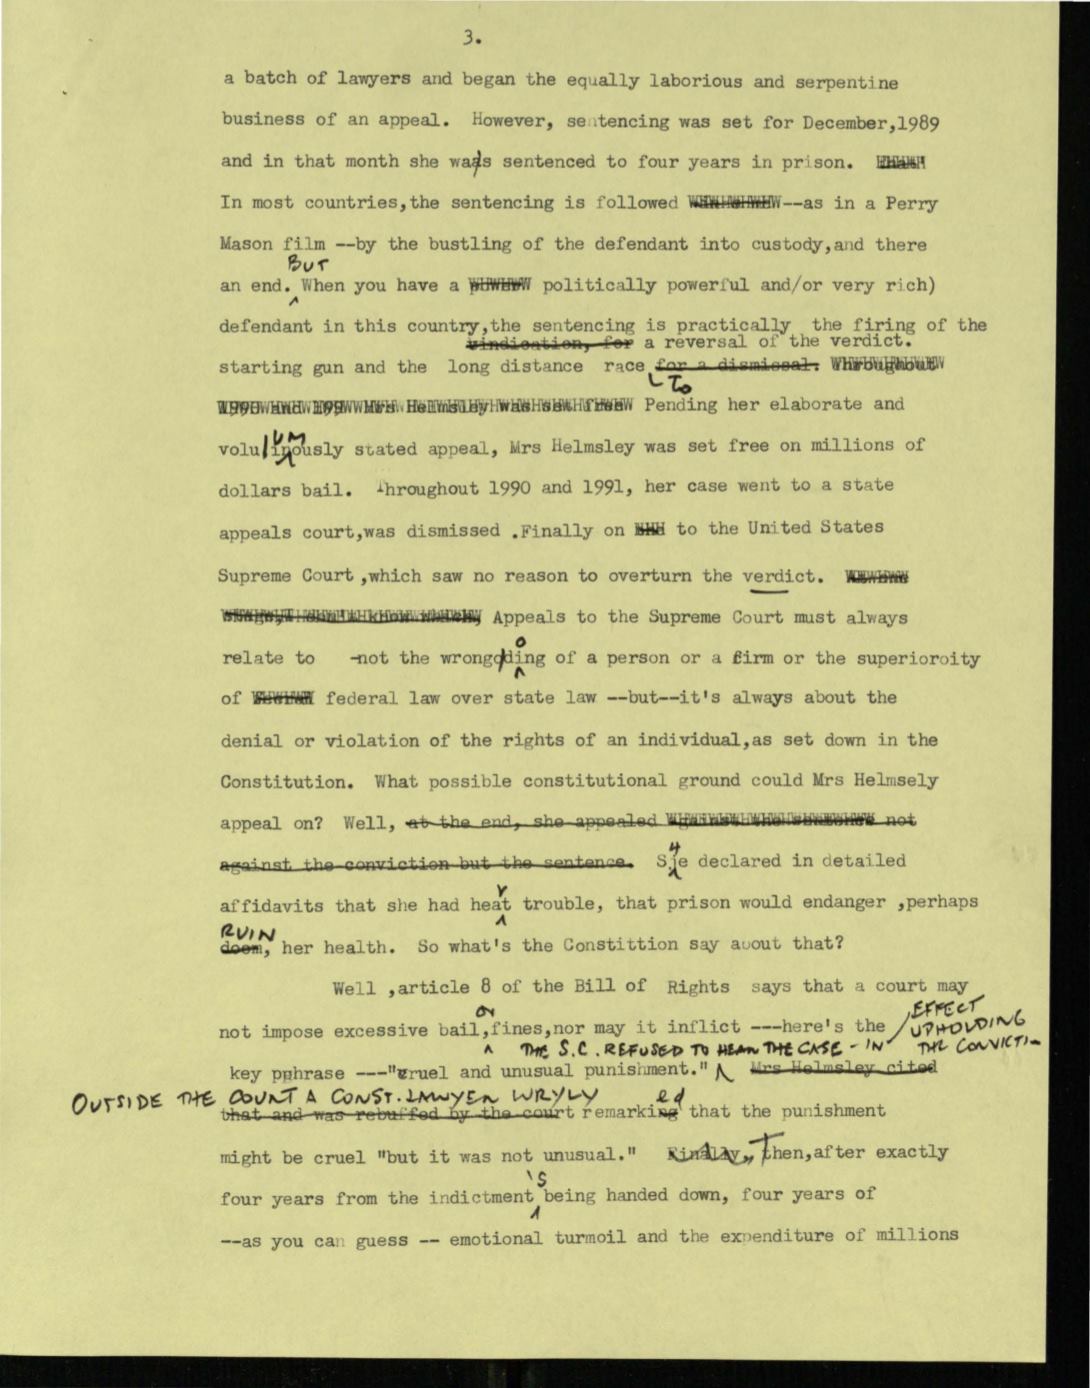 3.
a batch of lawyers and began the equally laborious and serpentine
business of an appeal. However, sentencing was set for December,1989
and in that month she was sentenced to four years in prison.
In most countries,the sentencing is followed --as in a Perry
Mason film --by the bustling of the defendant into custody,and there
BUT
an end. When you have a politically powerful and/or very rich)
defendant in this country,the sentencing is practically the firing of the
vindication, for a reversal of the verdict.
starting gun and the long distance race for a dismissal. Throughout
TO
1990 and 199 Mrs Helmsley was set free Pending her elaborate and
UM
voluinously stated appeal, Mrs Helmsley was set free on millions of
dollars bail. Throughout 1990 and 1991, her case went to a state
appeals court,was dismissed .Finally on to the United States
Supreme Court ,which saw no reason to overturn the verdict.
Appeals to the Supreme Court must always
relate to -not the wrongdoing of a person or a firm or the superioroity
of federal law over state law --but--it's always about the
denial or violation of the rights of an individual,as set down in the
Constitution. What possible constitutional ground could Mrs Helmsely
appeal on? Well, at the end, she appealed not
against the conviction but the sentence. She declared in detailed
affidavits that she had heart trouble, that prison would endanger ,perhaps
RUIN
doom, her health. So what's the Constittion say about that?
Well ,article 8 of the Bill of Rights says that a court may
EFFECT
or
not impose excessive bail,fines,nor may it inflict ---here's the UPHOLDING
THE S.C. REFUSED TO HEAR THE CASE - IN THE CONVICTI-
key pphrase ---"cruel and unusual punishment." Mrs Helmsley cited
OUTSIDE THE COURT A CONST. LAWYER WRYLY ed
that and was rebuffed by the court remarking that the punishment
might be cruel "but it was not unusual." Finally, Then,after exactly
'S
four years from the indictment being handed down, four years of
--as you can guess -- emotional turmoil and the expenditure of millions